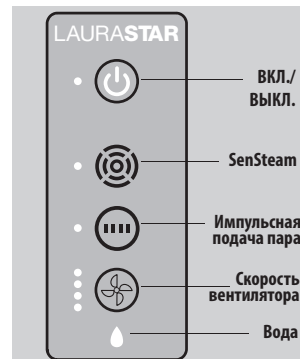 LAURASTAR
ВКЛ./
ВЫКЛ.
SenSteam
Импульсная
подача пара
Скорость
вентилятора
Вода